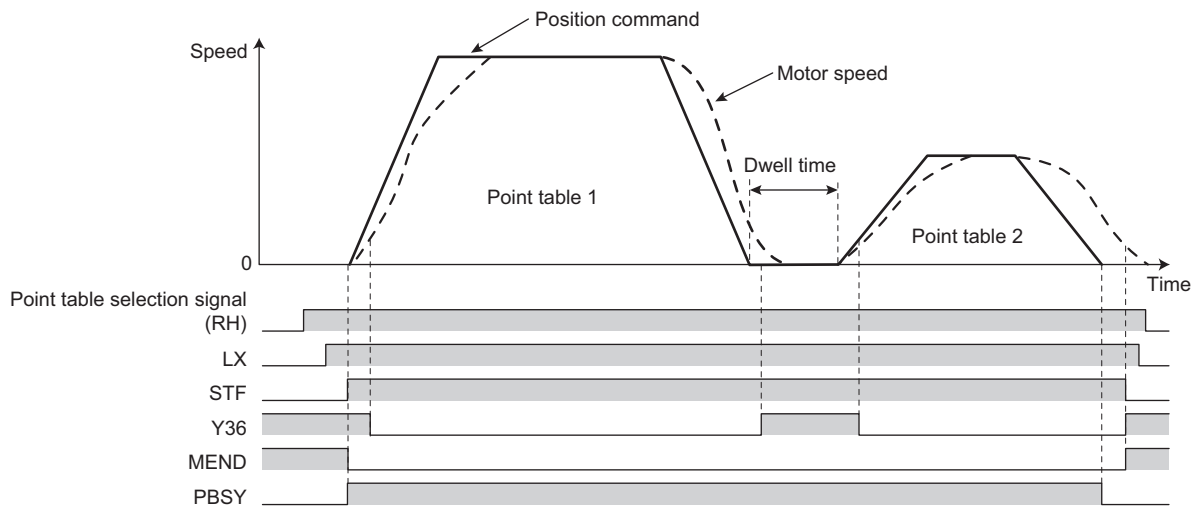 Position command
Speed
Motor speed
Dwell time
Point table 1
Point table 2
0
Time
Point table selection signal
(RH)
LX
STF
Y36
MEND
PBSY